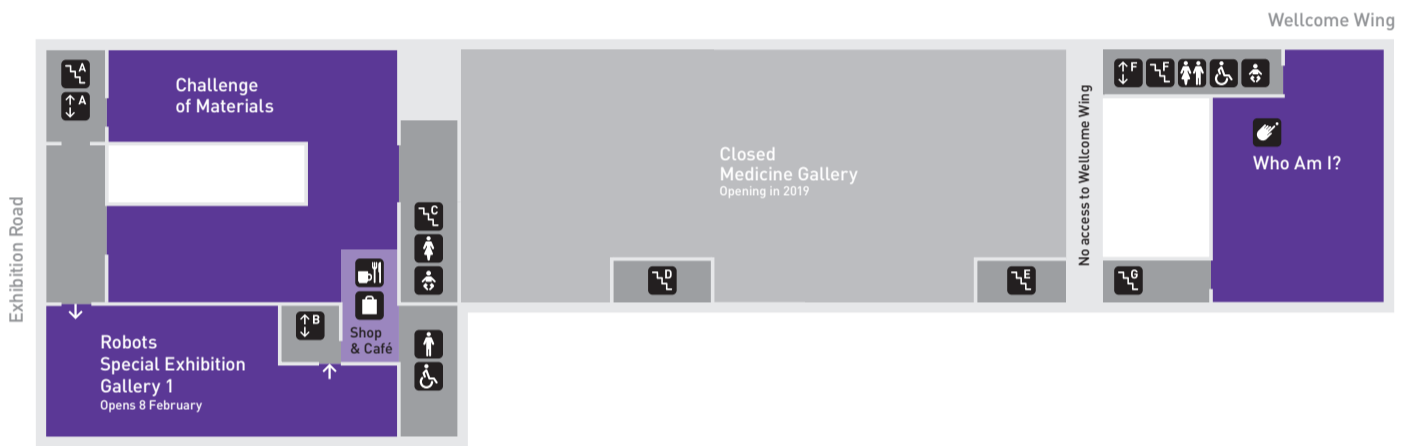 Wellcome Wing
A
A
Challenge
of Materials
Exhibition Road
C
Shop
& Café
B
Robots
Special Exhibition
Gallery 1
Opens 8 February
Closed
Medicine Gallery
Opening in 2019
D
E
No access to Wellcome Wing
F
F
Who Am I?
G